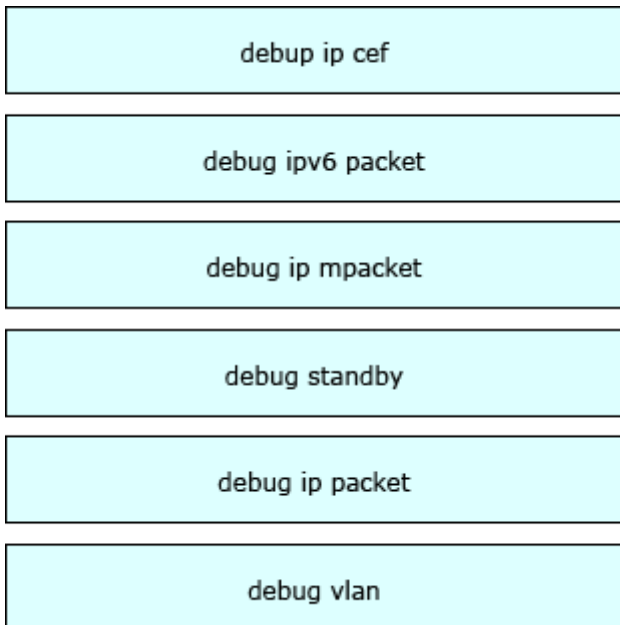 debup ip cef
debug ipv6 packet
debug ip mpacket
debug standby
debug ip packet
debug vlan